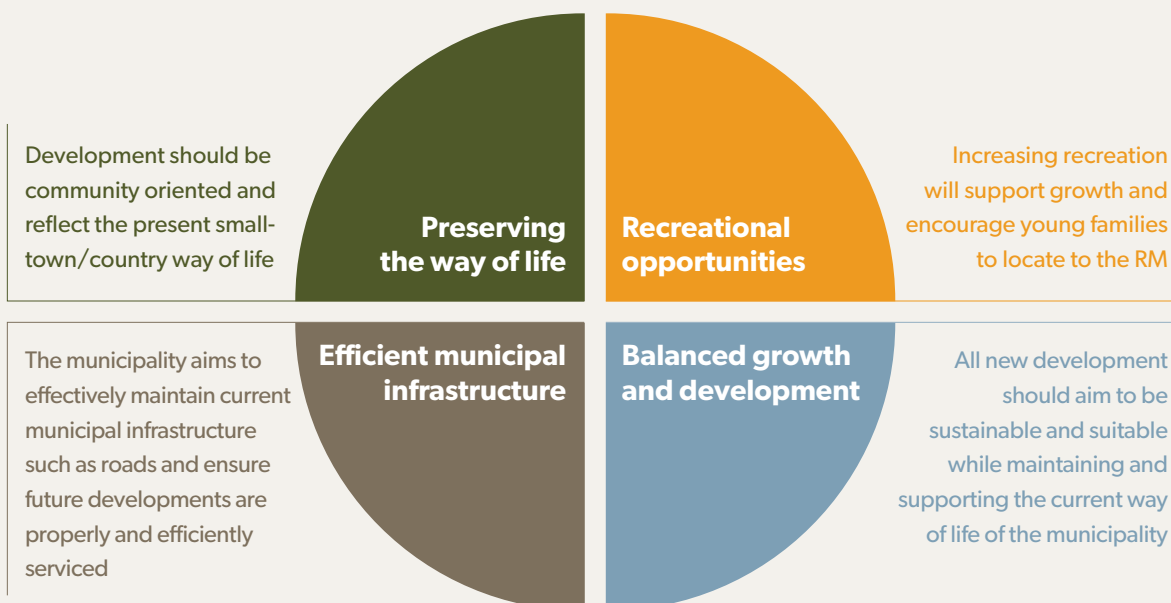 Development should be
community oriented and
reflect the present small-
town/country way of life
Preserving
the way of life
Recreational
opportunities
Increasing recreation
will support growth and
encourage young families
to locate to the RM
The municipality aims to
effectively maintain current
municipal infrastructure
such as roads and ensure
future developments are
properly and efficiently
serviced
Efficient municipal
infrastructure
Balanced growth
and development
All new development
should aim to be
sustainable and suitable
while maintaining and
supporting the current way
of life of the municipality